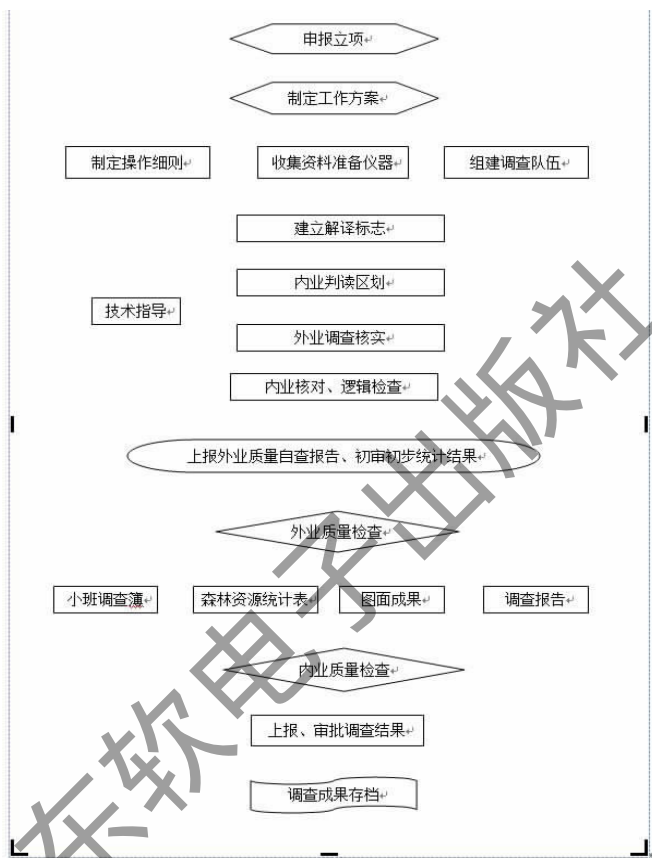 申报立项
制定工作方案
制定操作细则 收集资料准备仪器 组建调查队伍
建立解译标志
内业判读区划
技术指导
外业调查核实
内业核对、逻辑检查
上报外业质量自查报告、初审初步统计结果
外业质量检查
小班调查薄 森林资源统计表 图面成果 调查报告
内业质量检查
上报、审批调查结果
调查成果存档
东软电子出版社